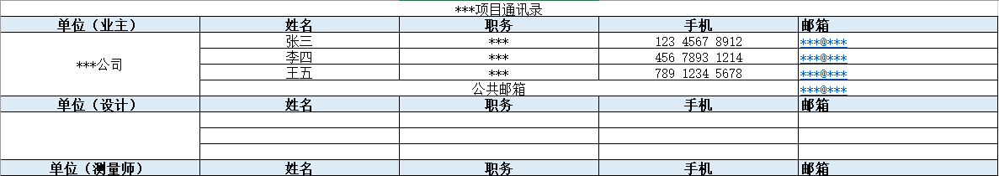 ***项目通讯录
单位（业主） 姓名 职务 手机 邮箱
张三 *** 123 4567 8912 ***@***
***公司
李四 *** 456 7893 1214 ***@***
王五 *** 789 1234 5678 ***@***
公共邮箱 ***@***
单位（设计） 姓名 职务 手机 邮箱
单位（测量师） 姓名 职务 手机 邮箱